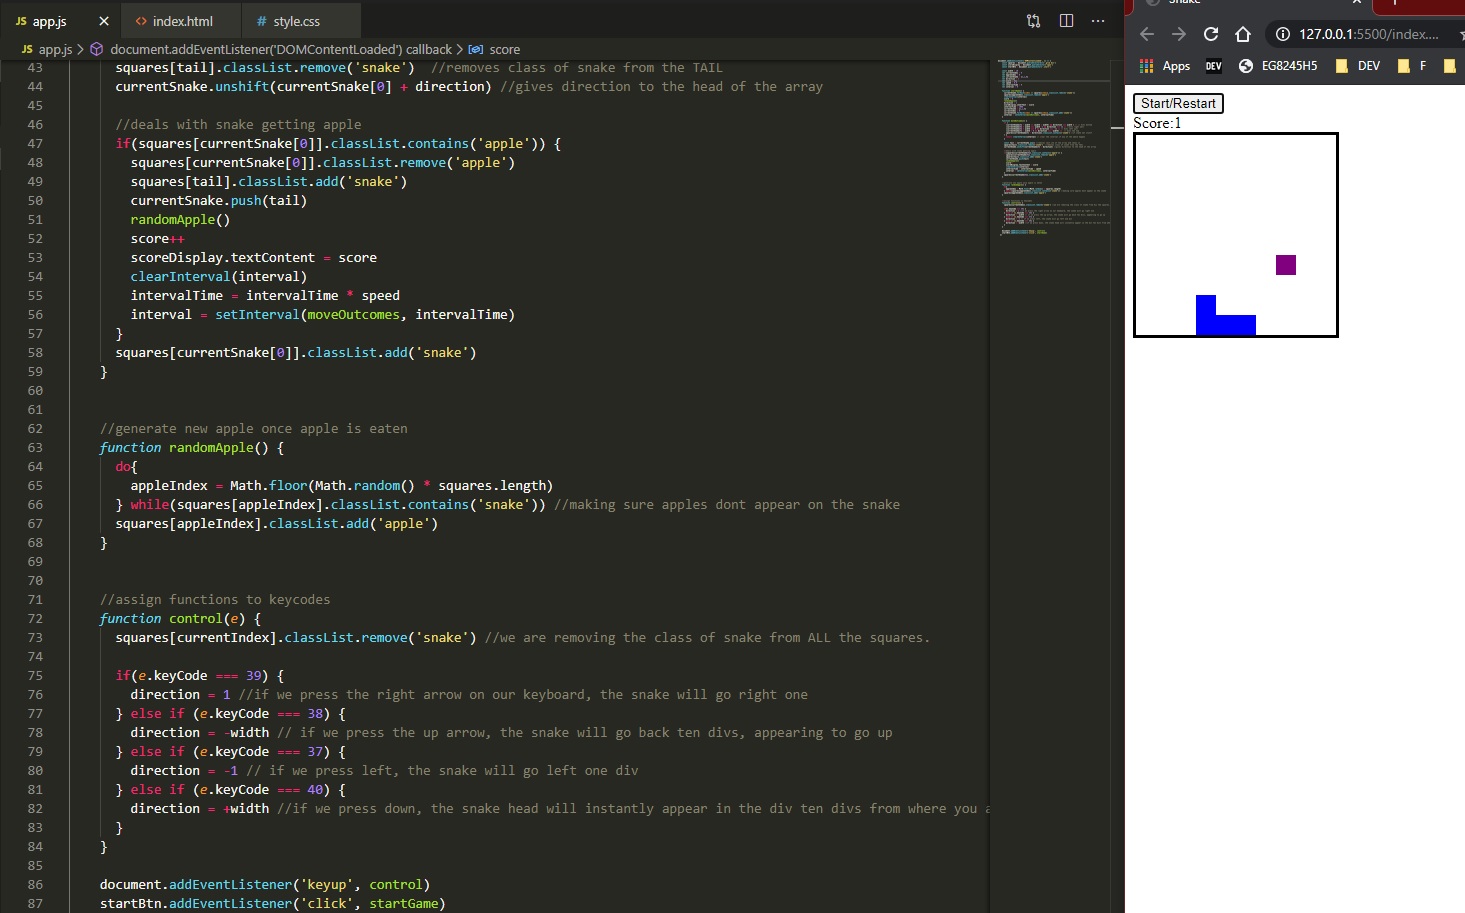 app.js
index.html
style.css
app.js > document.addEventListener('DOMContentLoaded') callback > score
43 squares[tail].classList.remove('snake')  //removes class of snake from the TAIL
44 currentSnake.unshift(currentSnake[0] + direction) //gives direction to the head of the array
45
46 //deals with snake getting apple
47 if(squares[currentSnake[0]].classList.contains('apple')) {
48 squares[currentSnake[0]].classList.remove('apple')
49 squares[tail].classList.add('snake')
50 currentSnake.push(tail)
51 randomApple()
52 score++
53 scoreDisplay.textContent = score
54 clearInterval(interval)
55 intervalTime = intervalTime * speed
56 interval = setInterval(moveOutcomes, intervalTime)
57 }
58 squares[currentSnake[0]].classList.add('snake')
59 }
60
61
62 //generate new apple once apple is eaten
63 function randomApple() {
64 do{
65 appleIndex = Math.floor(Math.random() * squares.length)
66 } while(squares[appleIndex].classList.contains('snake')) //making sure apples dont appear on the snake
67 squares[appleIndex].classList.add('apple')
68 }
69
70
71 //assign functions to keycodes
72 function control(e) {
73 squares[currentIndex].classList.remove('snake') //we are removing the class of snake from ALL the squares.
74
75 if(e.keyCode === 39) {
76 direction = 1 //if we press the right arrow on our keyboard, the snake will go right one
77 } else if (e.keyCode === 38) {
78 direction = -width // if we press the up arrow, the snake will go back ten divs, appearing to go up
79 } else if (e.keyCode === 37) {
80 direction = -1 // if we press left, the snake will go left one div
81 } else if (e.keyCode === 40) {
82 direction = +width //if we press down, the snake head will instantly appear in the div ten divs from where you a
83 }
84 }
85
86 document.addEventListener('keyup', control)
87 startBtn.addEventListener('click', startGame)
Snake
127.0.0.1:5500/index....
Apps DEV EG8245H5 DEV F
Start/Restart
Score:1